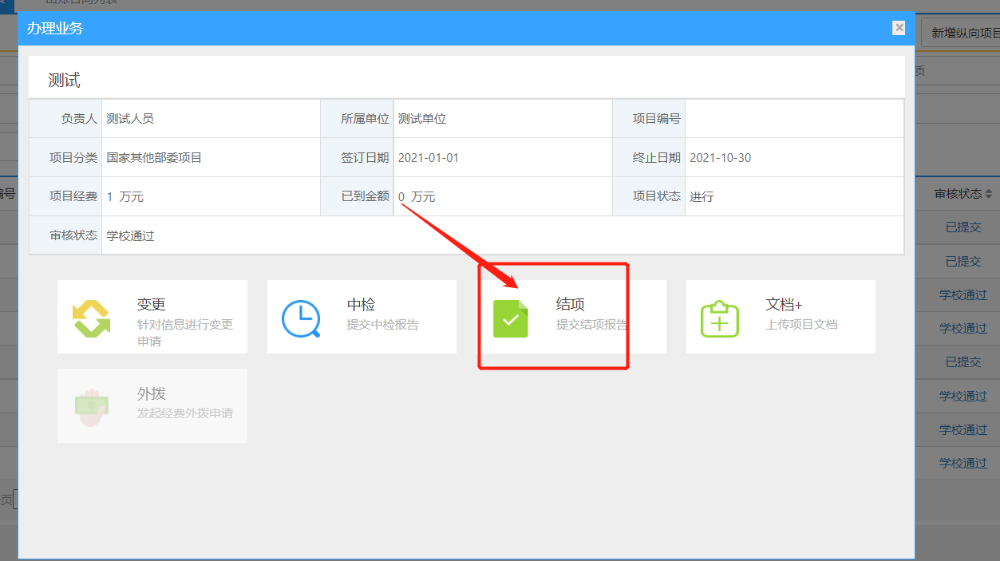 办理业务
新增纵向项目
测试
质
负责人 测试人员 所属单位 测试单位 项目编号
项目分类 国家其他部委项目 签订日期 2021-01-01 终止日期 2021-10-30
编号 项目经费 1 万元 已到金额 0 万元 项目状态 进行 审核状态
审核状态 学校通过 已提交
已提交
学校通过
变更 中检 结项 文档+
针对信息进行变更 提交中检报告 提交结项报告 上传项目文档 学校通过
申请
已提交
外拨 学校通过
发起经费外拨申请
学校通过
学校通过
页